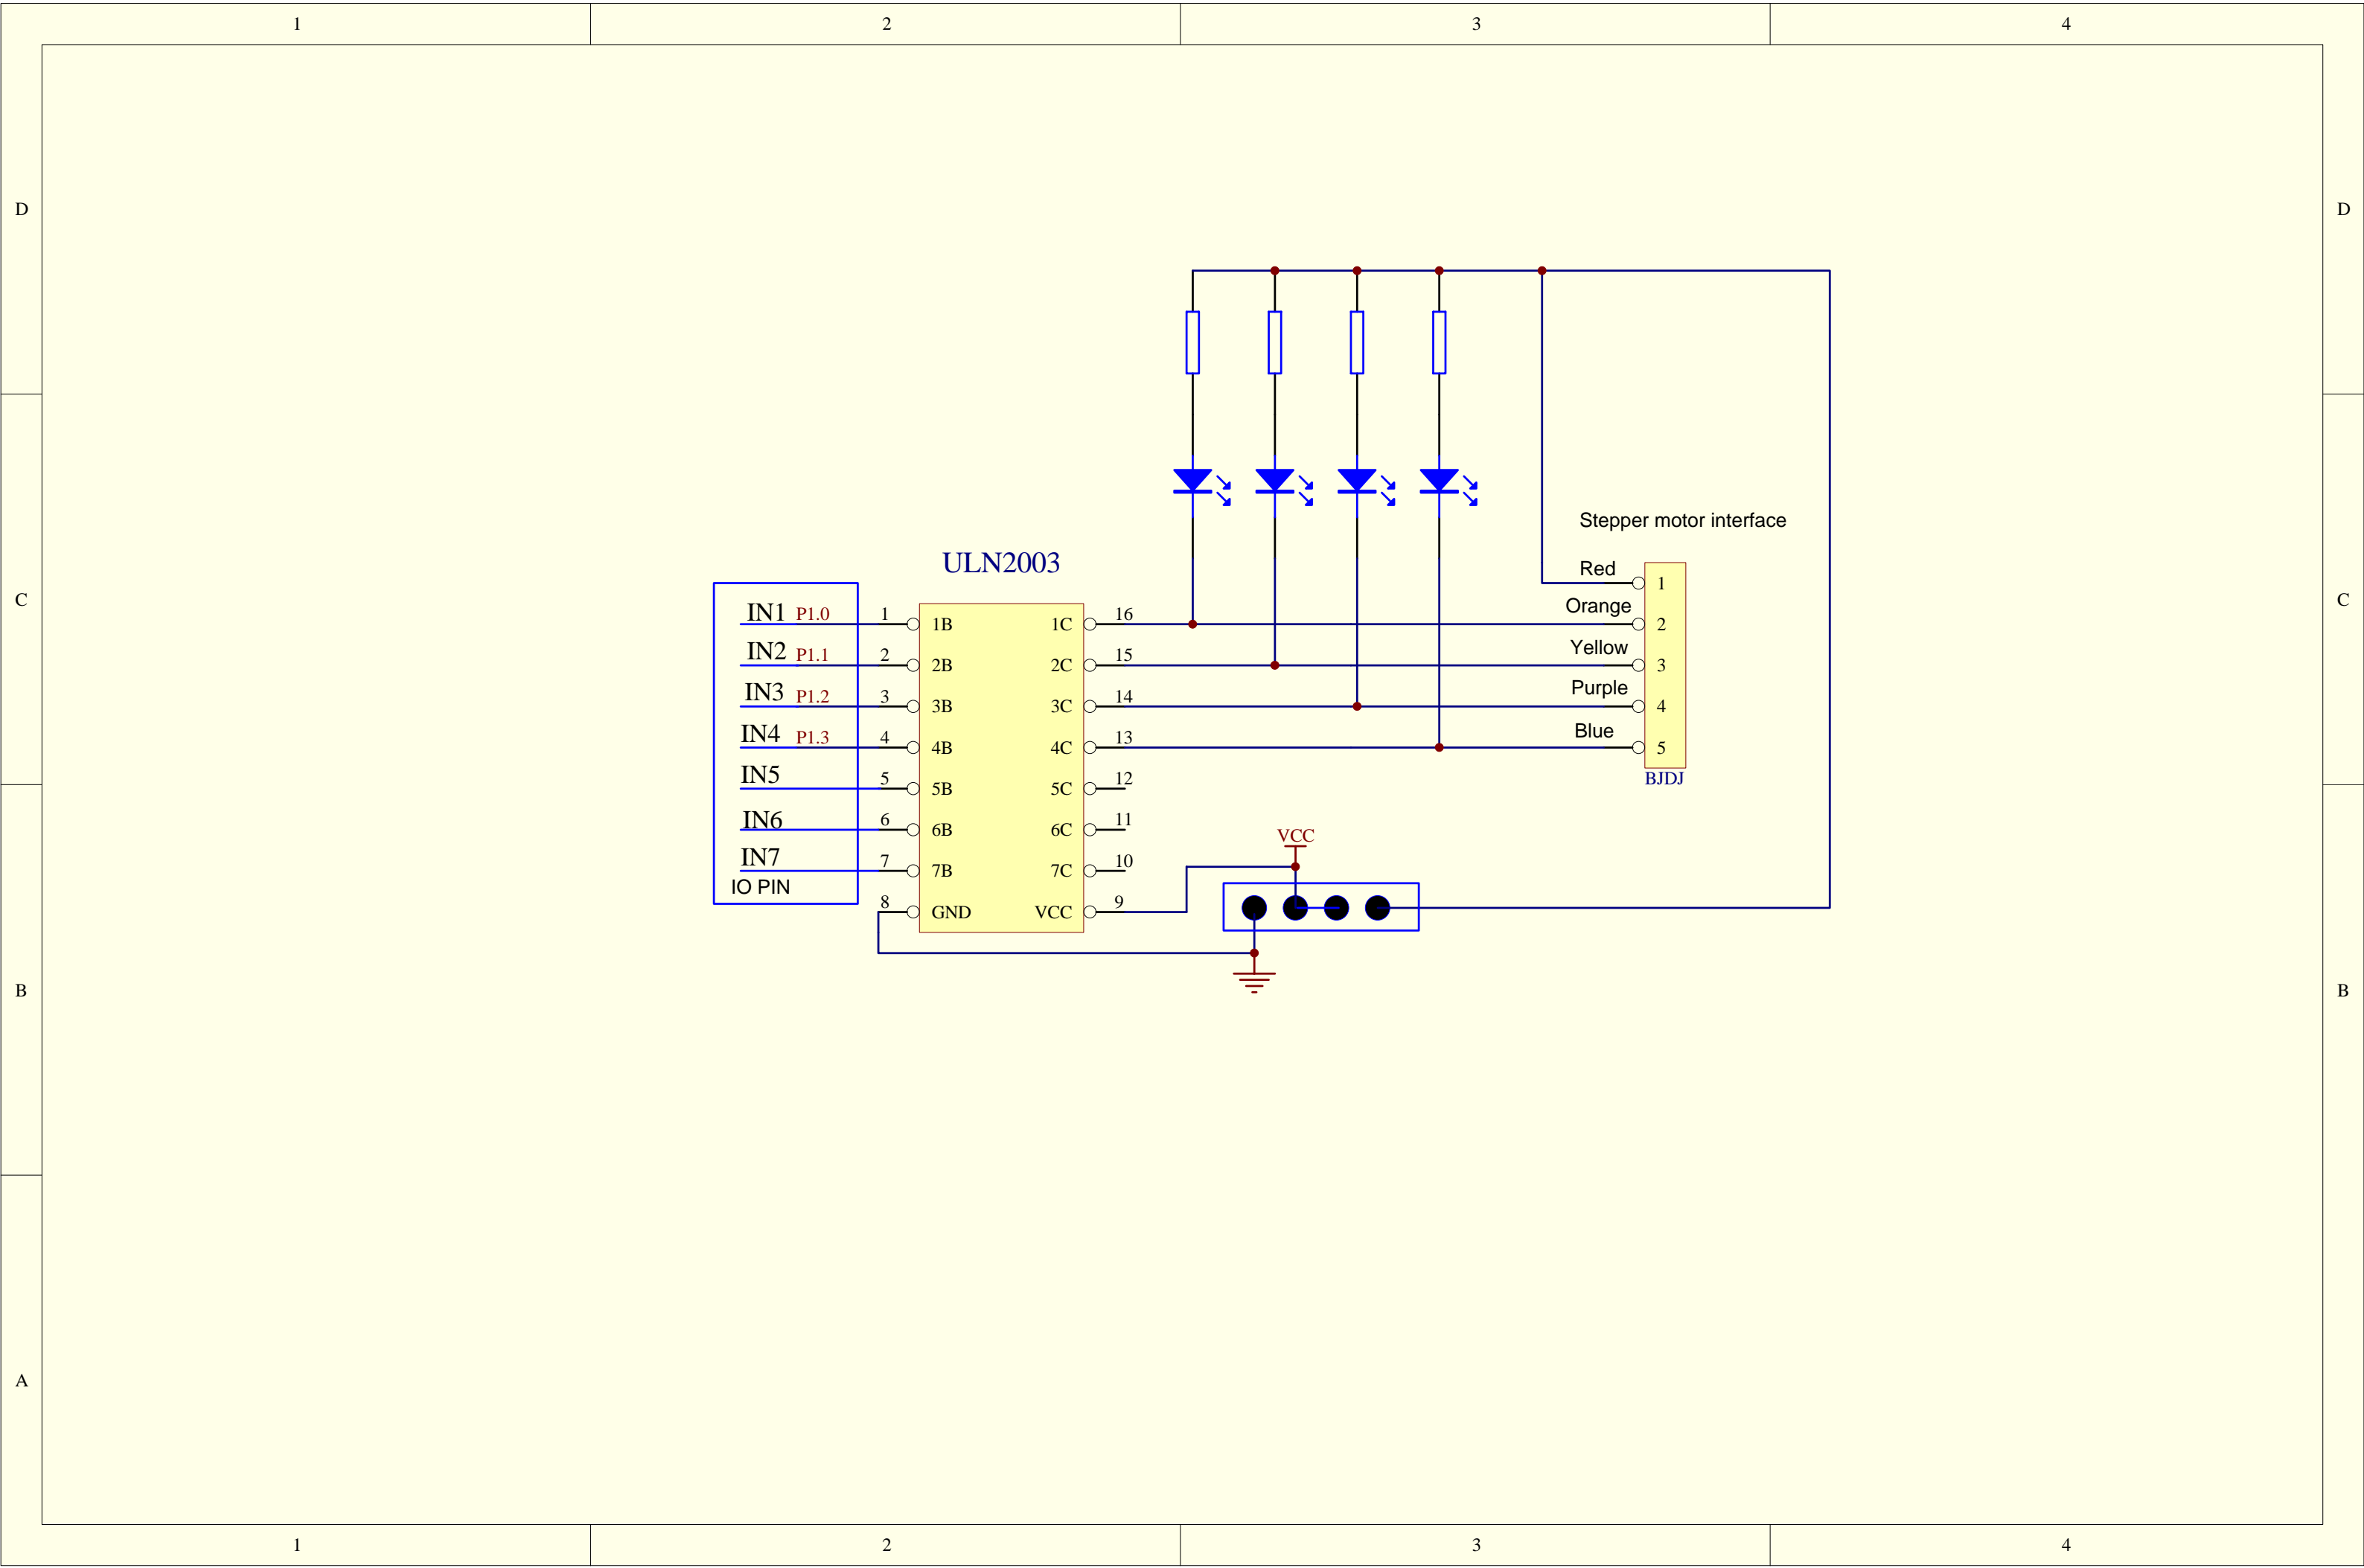 1 2 3 4
D D
Stepper motor interface
ULN2003
Red 1
C C
IN1 P1.0 1 1B 1C 16 Orange 2
IN2 P1.1 2 2B 2C 15 Yellow 3
IN3 P1.2 3 3B 3C 14 Purple 4
IN4 P1.3 4 4B 4C 13 Blue 5
BJDJ
IN5 5 5B 5C 12
IN6 6 6B 6C 11
VCC
IN7 7 7B 7C 10
IO PIN
8 GND VCC 9
B B
A
1 2 3 4